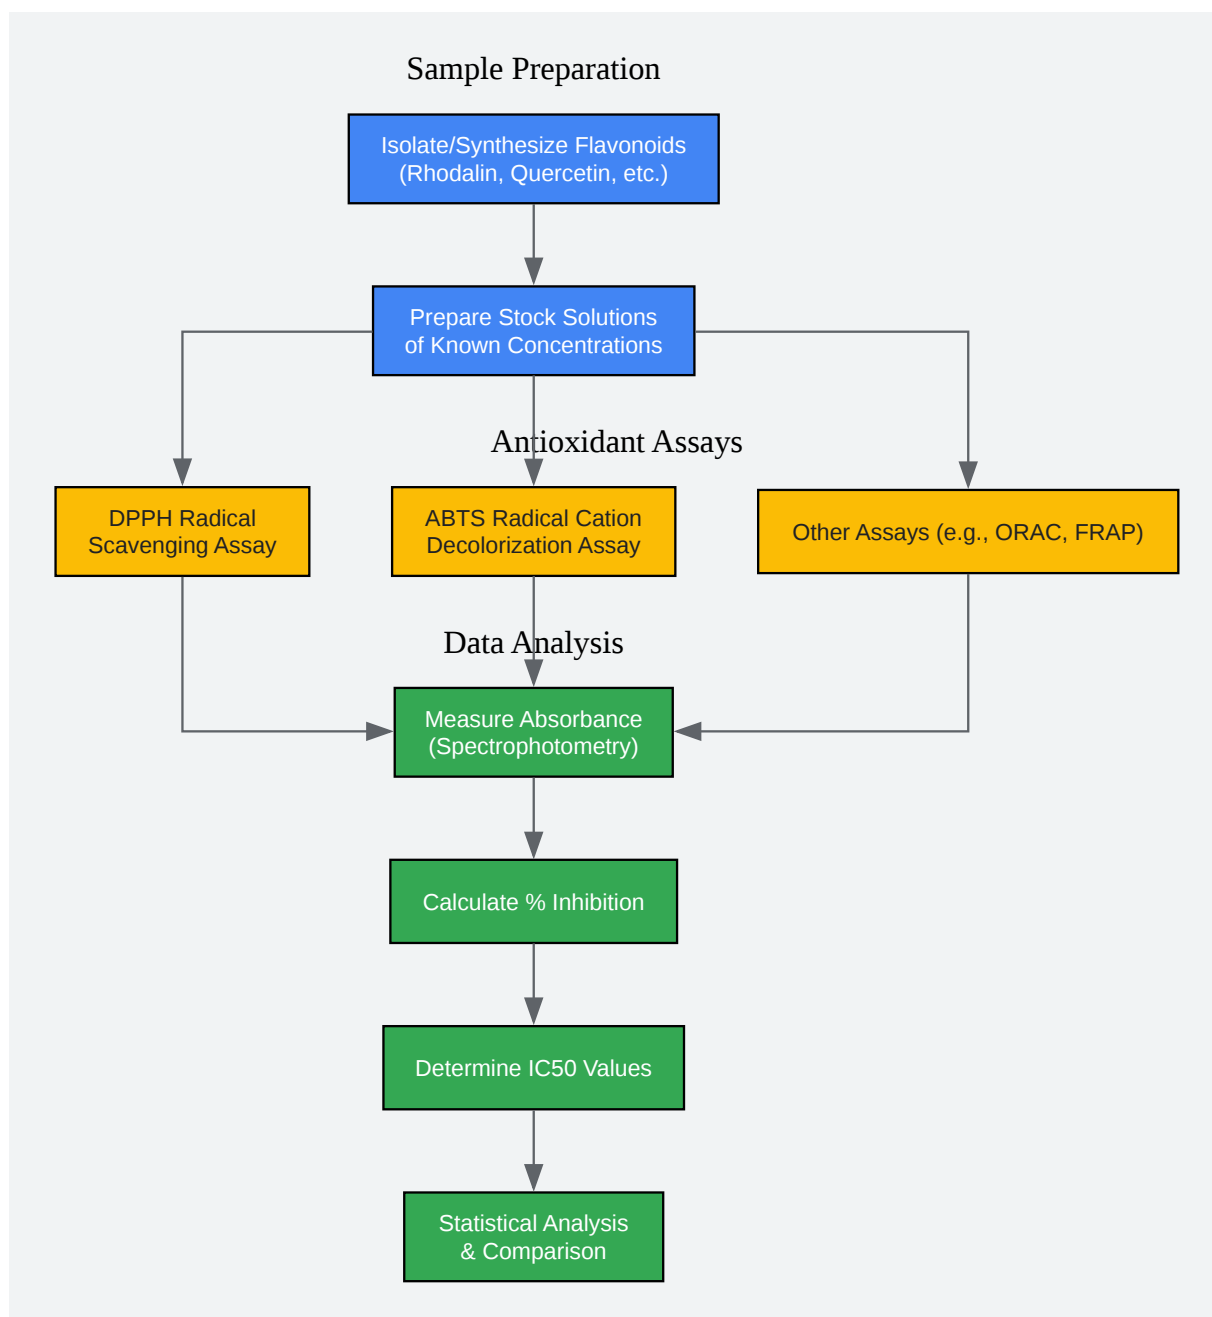 Sample Preparation
Isolate/Synthesize Flavonoids
(Rhodalin, Quercetin, etc.)
Prepare Stock Solutions
of Known Concentrations
Antioxidant Assays
DPPH Radical
Scavenging Assay
ABTS Radical Cation
Decolorization Assay
Other Assays (e.g., ORAC, FRAP)
Data Analysis
Measure Absorbance
(Spectrophotometry)
Calculate % Inhibition
Determine IC50 Values
Statistical Analysis
& Comparison